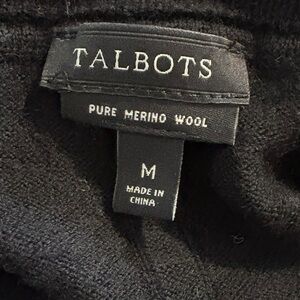 TALBOTS
PURE MERINO WOOL
M
MADE IN
CHINA